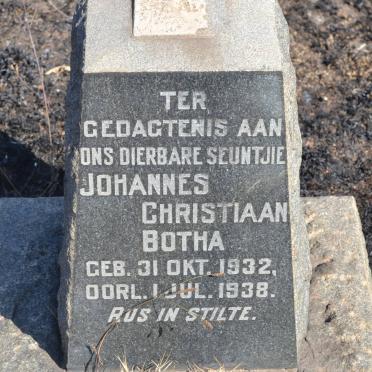 TER
GEDAGTENIS AAN
ONS DIERBARE SEUNTJIE
JOHANNES
CHRISTIAAN
BOTHA
GEB. 31 OKT. 1932,
OORL. 1 JUL. 1938.
RUS IN STILTE.